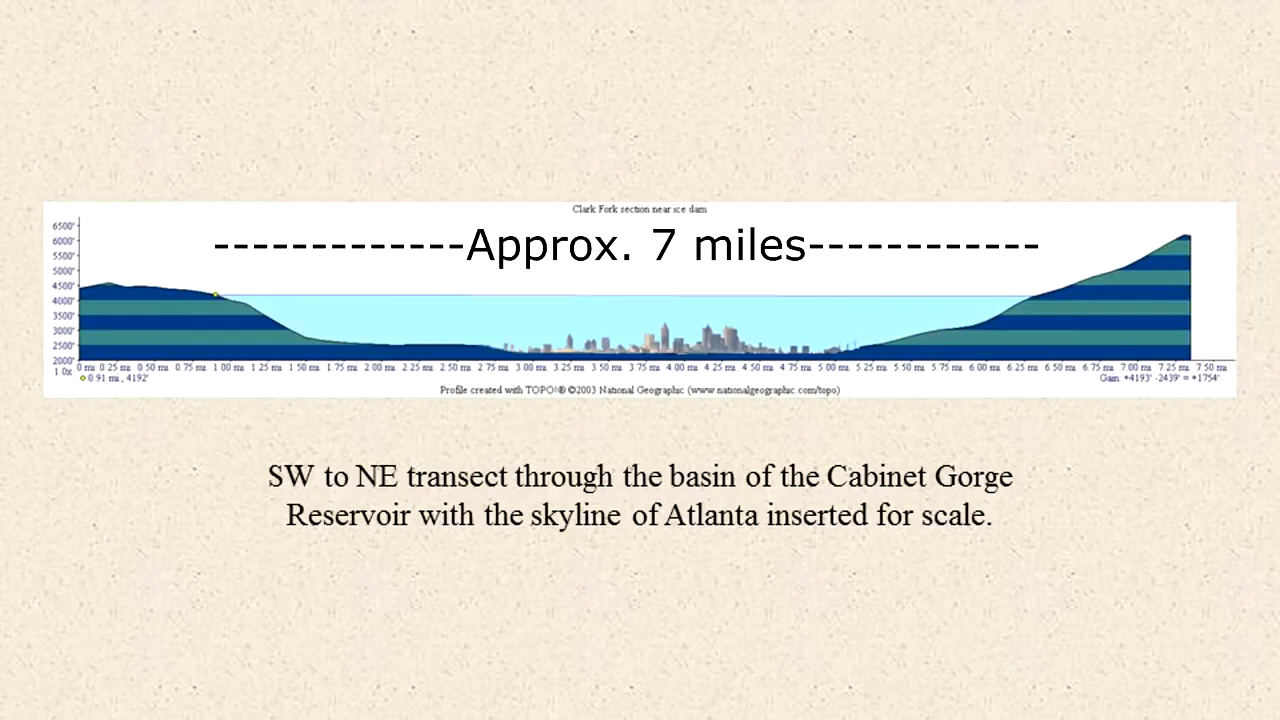 Clark Fork section near ice dam
-------------Approx. 7 miles------------
6500'
6000'
5500'
5000'
4500'
4000'
3500'
3000'
2500'
2000'
1.0x
0 mi 0.25 mi 0.50 mi 0.75 mi 1.00 mi 1.25 mi 1.50 mi 1.75 mi 2.00 mi 2.25 mi 2.50 mi 2.75 mi 3.00 mi 3.25 mi 3.50 mi 3.75 mi 4.00 mi 4.25 mi 4.50 mi 4.75 mi 5.00 mi 5.25 mi 5.50 mi 5.75 mi 6.00 mi 6.25 mi 6.50 mi 6.75 mi 7.00 mi 7.25 mi 7.50 mi
0.91 mi, 4192'
Gain: +4193' -2439' = +1754'
Profile created with TOPO!® ©2003 National Geographic (www.nationalgeographic.com/topo)
SW to NE transect through the basin of the Cabinet Gorge
Reservoir with the skyline of Atlanta inserted for scale.